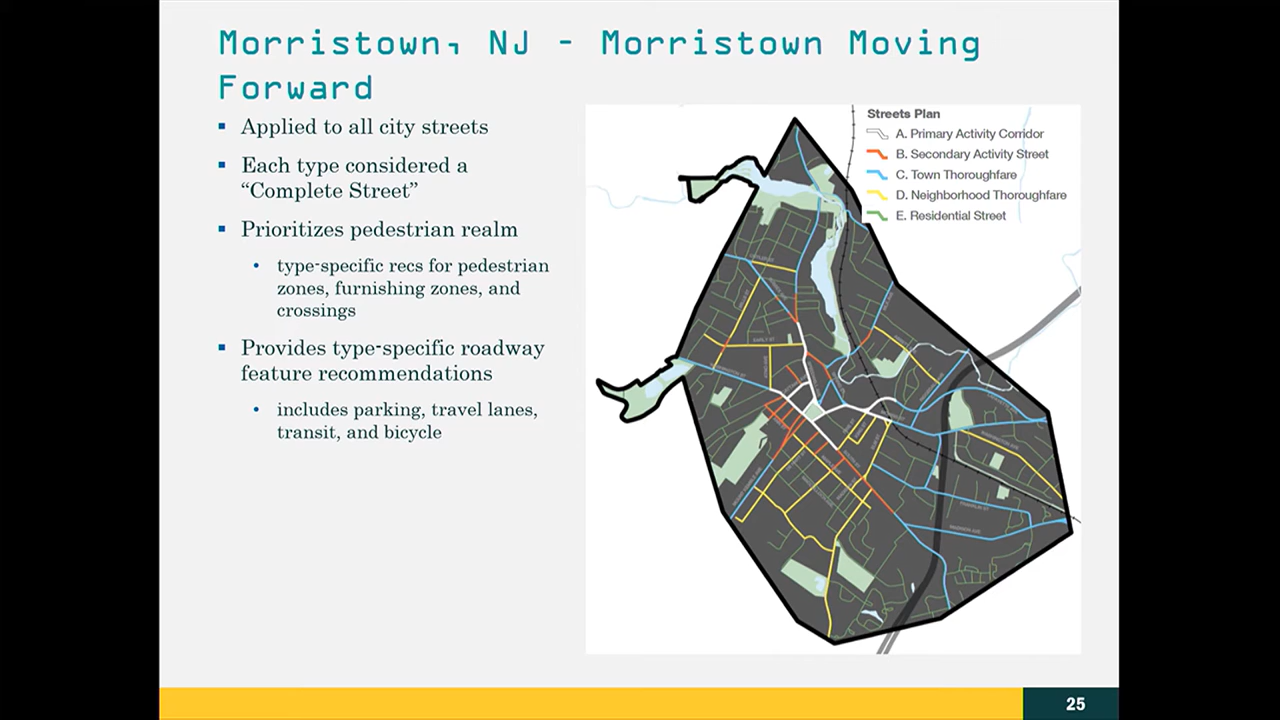 Morristown, NJ - Morristown Moving
Forward
▪ Applied to all city streets
▪ Each type considered a
“Complete Street”
▪ Prioritizes pedestrian realm
• type-specific recs for pedestrian
zones, furnishing zones, and
crossings
▪ Provides type-specific roadway
feature recommendations
• includes parking, travel lanes,
transit, and bicycle
Streets Plan
A. Primary Activity Corridor
B. Secondary Activity Street
C. Town Thoroughfare
D. Neighborhood Thoroughfare
E. Residential Street
EARLY ST
25